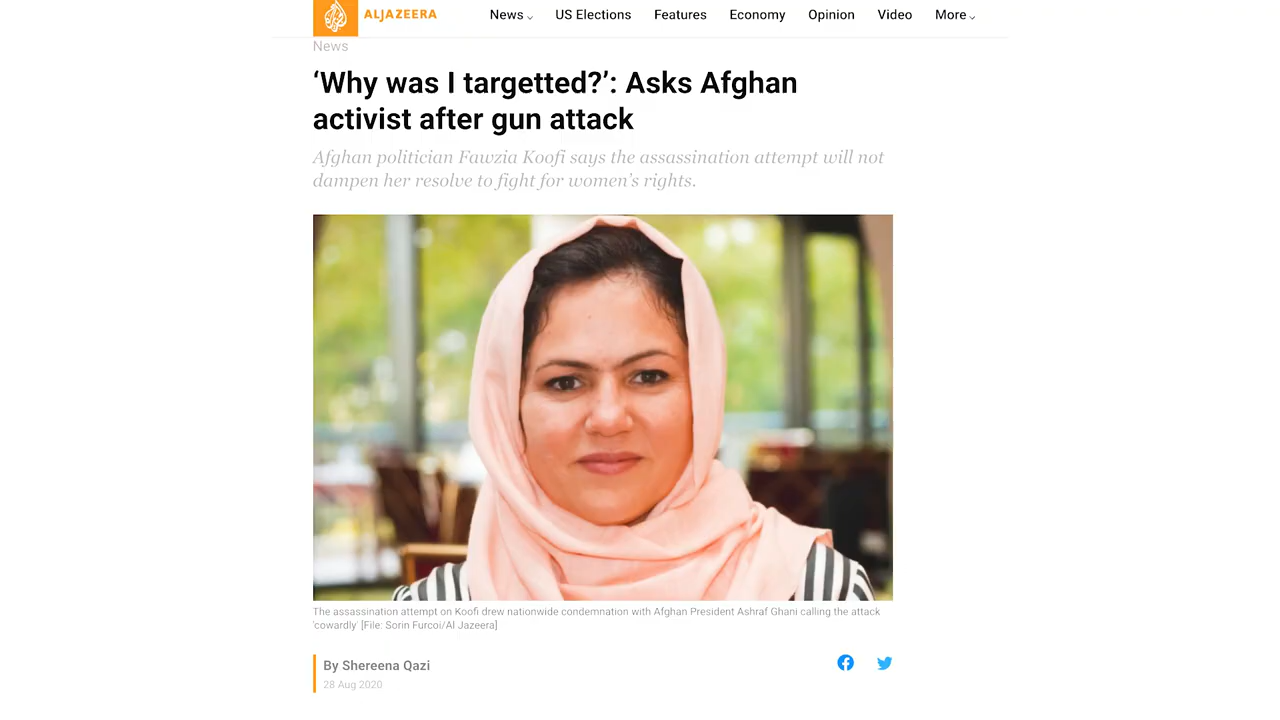 ALJAZEERA News US Elections Features Economy Opinion Video More
News
‘Why was I targetted?’: Asks Afghan
activist after gun attack
Afghan politician Fawzia Koofi says the assassination attempt will not
dampen her resolve to fight for women’s rights.
The assassination attempt on Koofi drew nationwide condemnation with Afghan President Ashraf Ghani calling the attack
'cowardly' [File: Sorin Furcoi/Al Jazeera]
By Shereena Qazi
28 Aug 2020